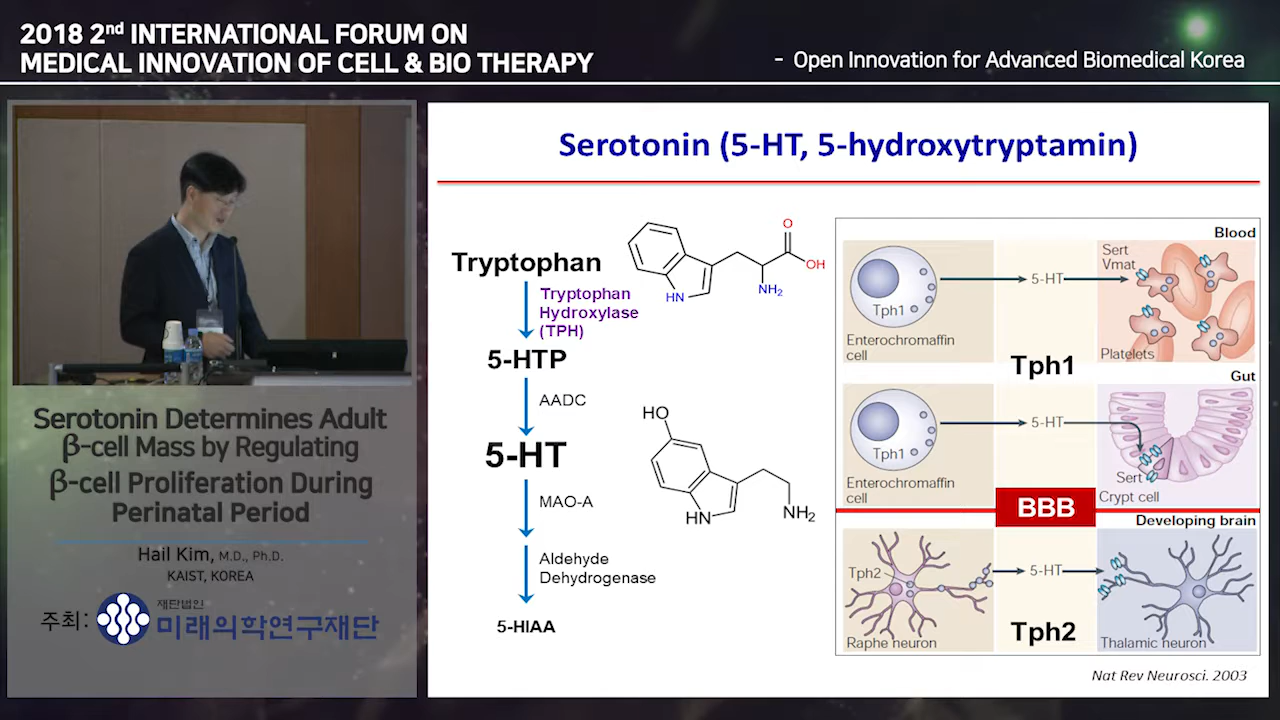 2018 2nd INTERNATIONAL FORUM ON
MEDICAL INNOVATION OF CELL & BIO THERAPY
- Open Innovation for Advanced Biomedical Korea
Serotonin Determines Adult
β-cell Mass by Regulating
β-cell Proliferation During
Perinatal Period
Hail Kim, M.D., Ph.D.
KAIST, KOREA
주최:
재단법인
미래의학연구재단
Serotonin (5-HT, 5-hydroxytryptamin)
Tryptophan
Tryptophan
Hydroxylase
(TPH)
5-HTP
AADC
5-HT
MAO-A
Aldehyde
Dehydrogenase
5-HIAA
O
OH
NH2
HN
HO
NH2
HN
Blood
Sert
Vmat
5-HT
Tph1
Enterochromaffin
cell
Platelets
Tph1
Gut
5-HT
Tph1
Sert
Enterochromaffin
cell
Crypt cell
BBB
Developing brain
Tph2
5-HT
Raphe neuron
Tph2
Thalamic neuron
Nat Rev Neurosci. 2003